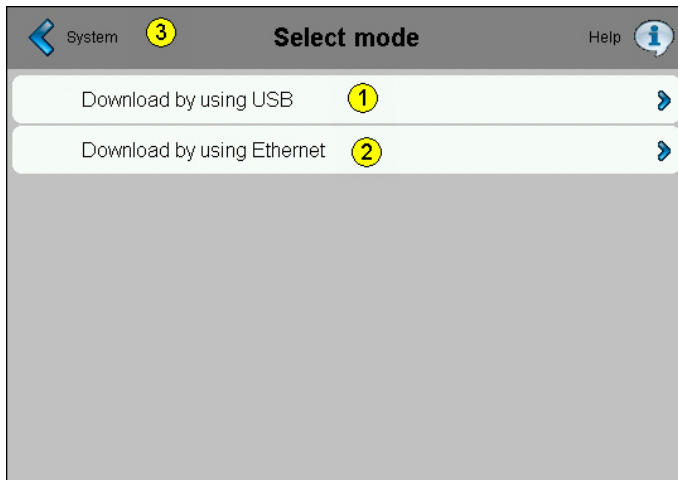 System 3 Select mode Help
Download by using USB 1
Download by using Ethernet 2